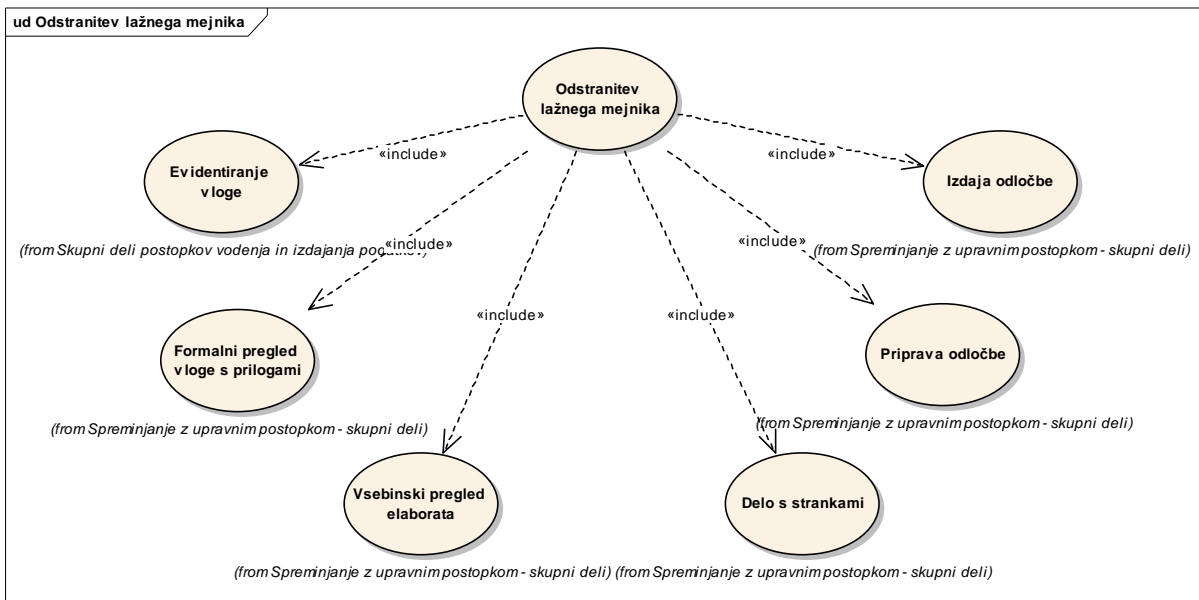 ud Odstranitev lažnega mejnika
Odstranitev
lažnega mejnika
«include»
«include»
Evidentiranje
vloge
Izdaja odločbe
(from Skupni deli postopkov vodenja in izdajanja
«include»
«include»
(from Spreminjanje z upravnim postopkom - skupni deli)
«include»
«include»
Formalni pregled
vloge s prilogami
Priprava odločbe
(from Spreminjanje z upravnim postopkom - skupni deli)
(from Spreminjanje z upravnim postopkom - skupni deli)
Vsebinski pregled
elaborata
Delo s strankami
(from Spreminjanje z upravnim postopkom - skupni deli)
(from Spreminjanje z upravnim postopkom - skupni deli)